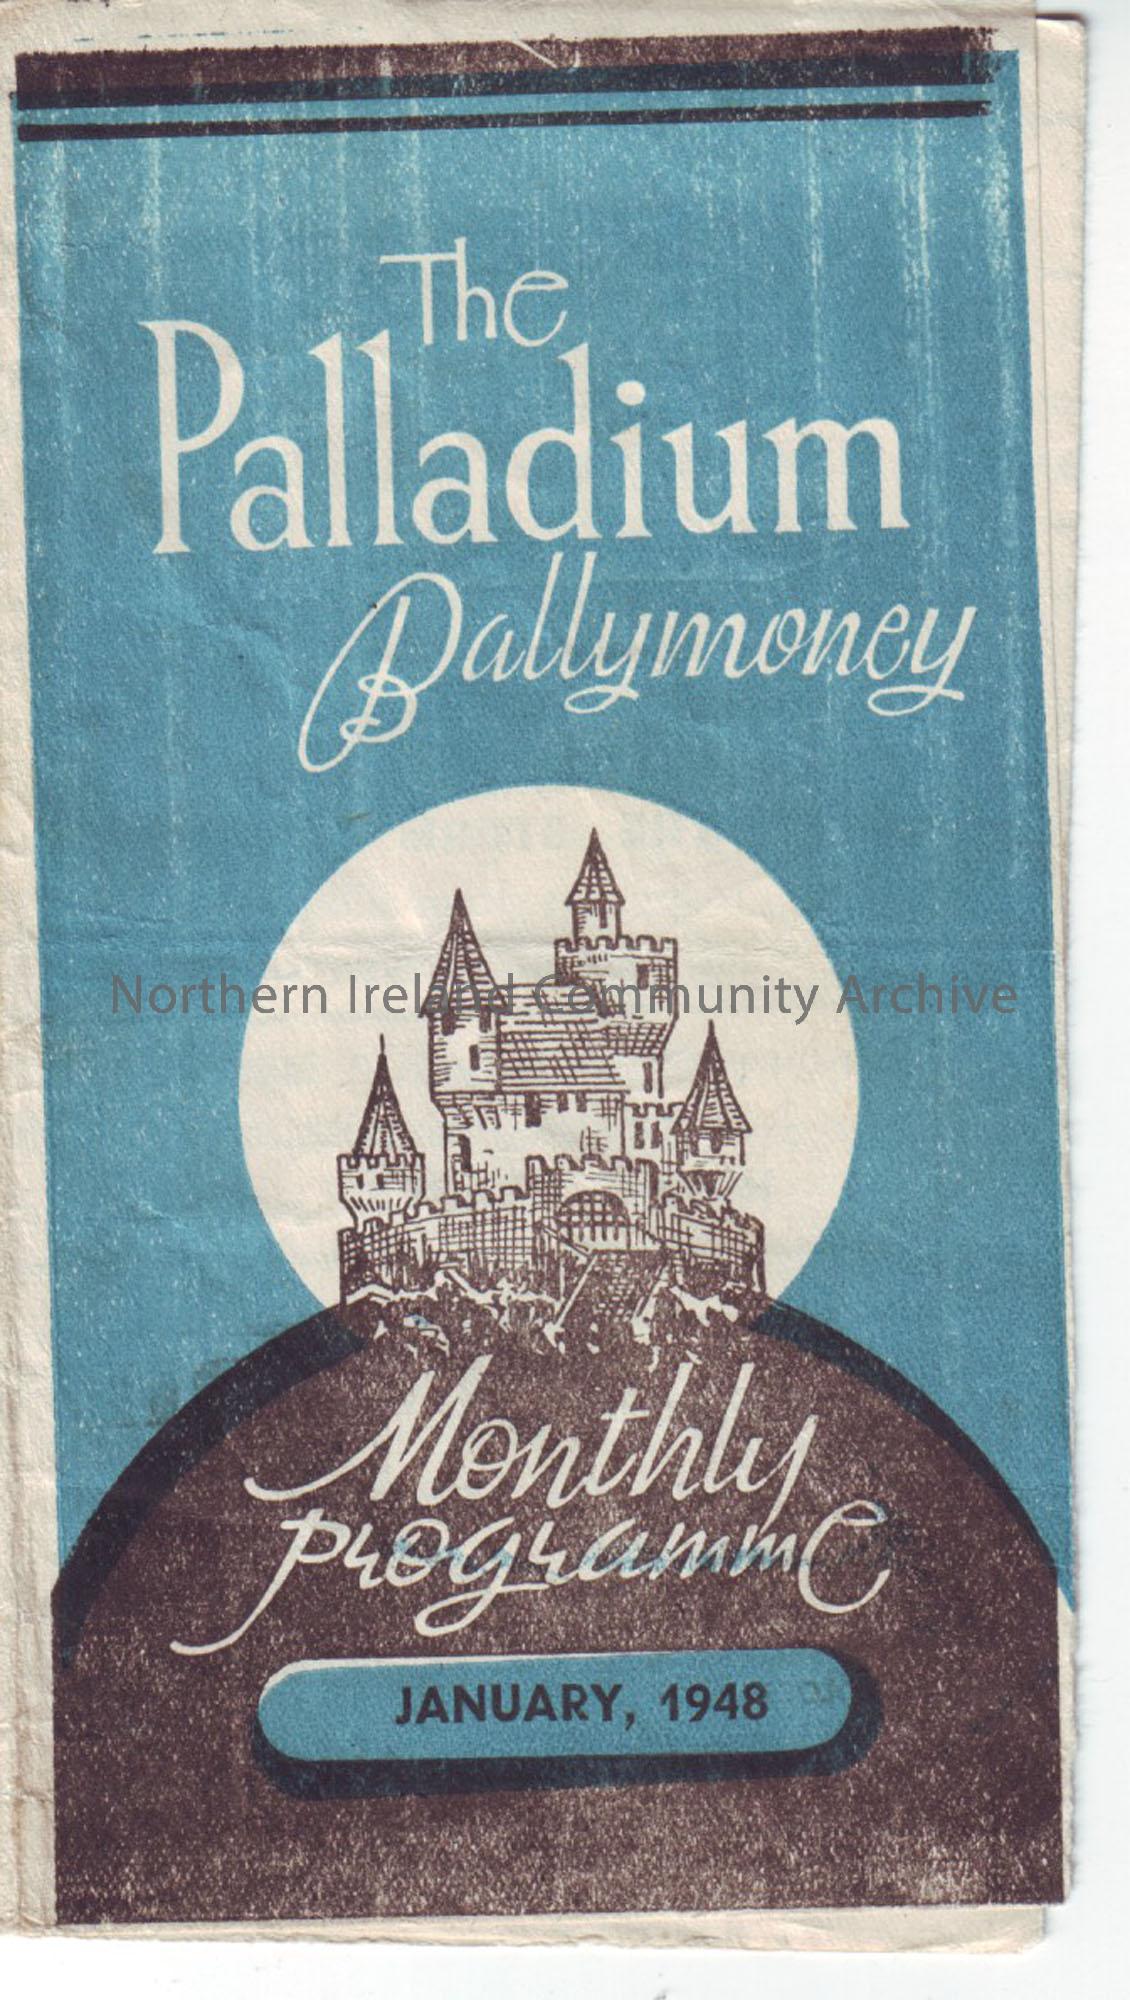 The
Palladium
Ballymoney
Northern Ireland Community Archive
Monthly
programme
JANUARY, 1948